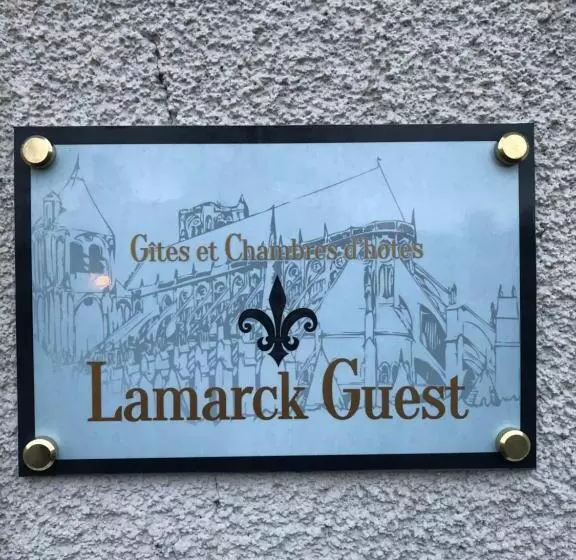 Gîtes et Chambres d'hôtes
Lamarck Guest